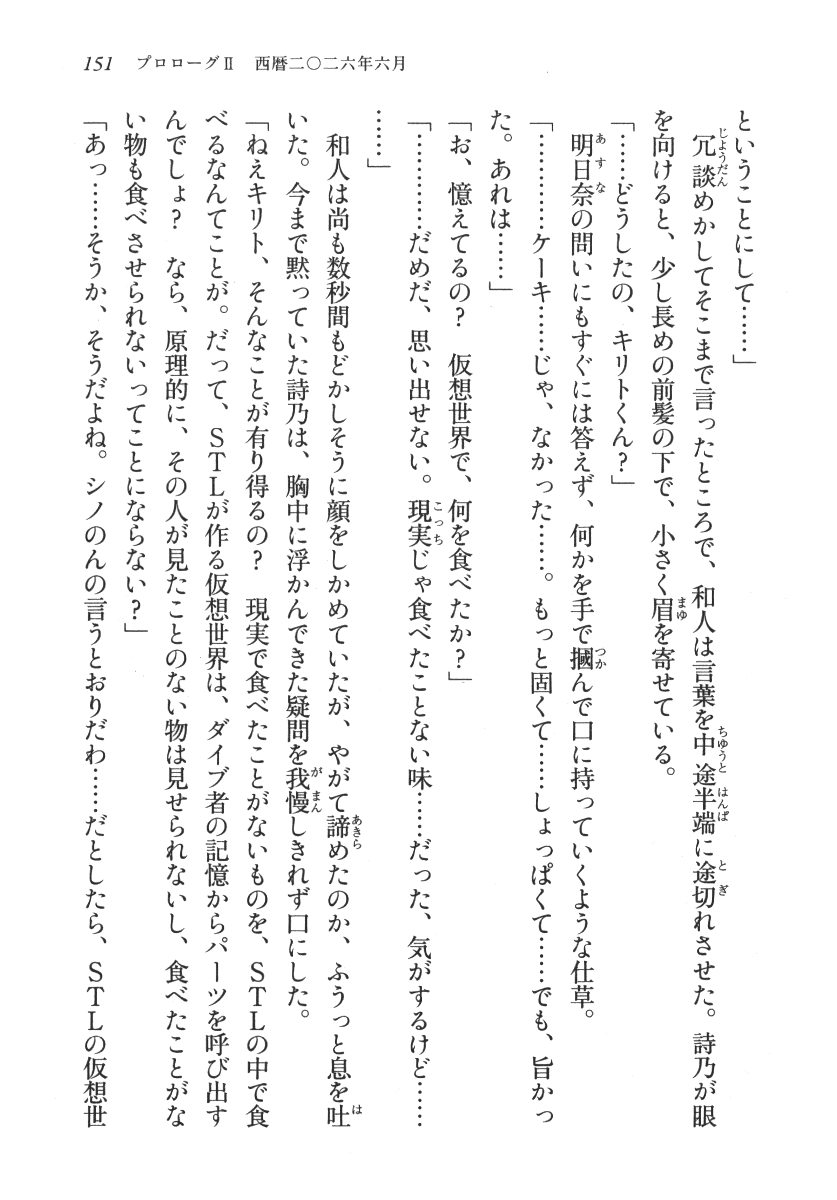 151　プロローグⅡ　西暦二〇二六年六月
ということにして……」
　冗談めかしてそこまで言ったところで、和人は言葉を中途半端に途切れさせた。詩乃が眼
を向けると、少し長めの前髪の下で、小さく眉を寄せている。
「……どうしたの、キリトくん？」
　明日奈の問いにもすぐには答えず、何かを手で摑んで口に持っていくような仕草。
「…………ケーキ……じゃ、なかった……。もっと固くて……しょっぱくて……でも、旨かっ
た。あれは……」
「お、憶えてるの？　仮想世界で、何を食べたか？」
「…………だめだ、思い出せない。現実じゃ食べたことない味……だった、気がするけど……
……」
　和人は尚も数秒間もどかしそうに顔をしかめていたが、やがて諦めたのか、ふうっと息を吐
いた。今まで黙っていた詩乃は、胸中に浮かんできた疑問を我慢しきれず口にした。
「ねえキリト、そんなことが有り得るの？　現実で食べたことがないものを、ＳＴＬの中で食
べるなんてことが。だって、ＳＴＬが作る仮想世界は、ダイブ者の記憶からパーツを呼び出す
んでしょ？　なら、原理的に、その人が見たことのない物は見せられないし、食べたことがな
い物も食べさせられないってことにならない？」
「あっ……そうか、そうだよね。シノのんの言うとおりだわ……だとしたら、ＳＴＬの仮想世